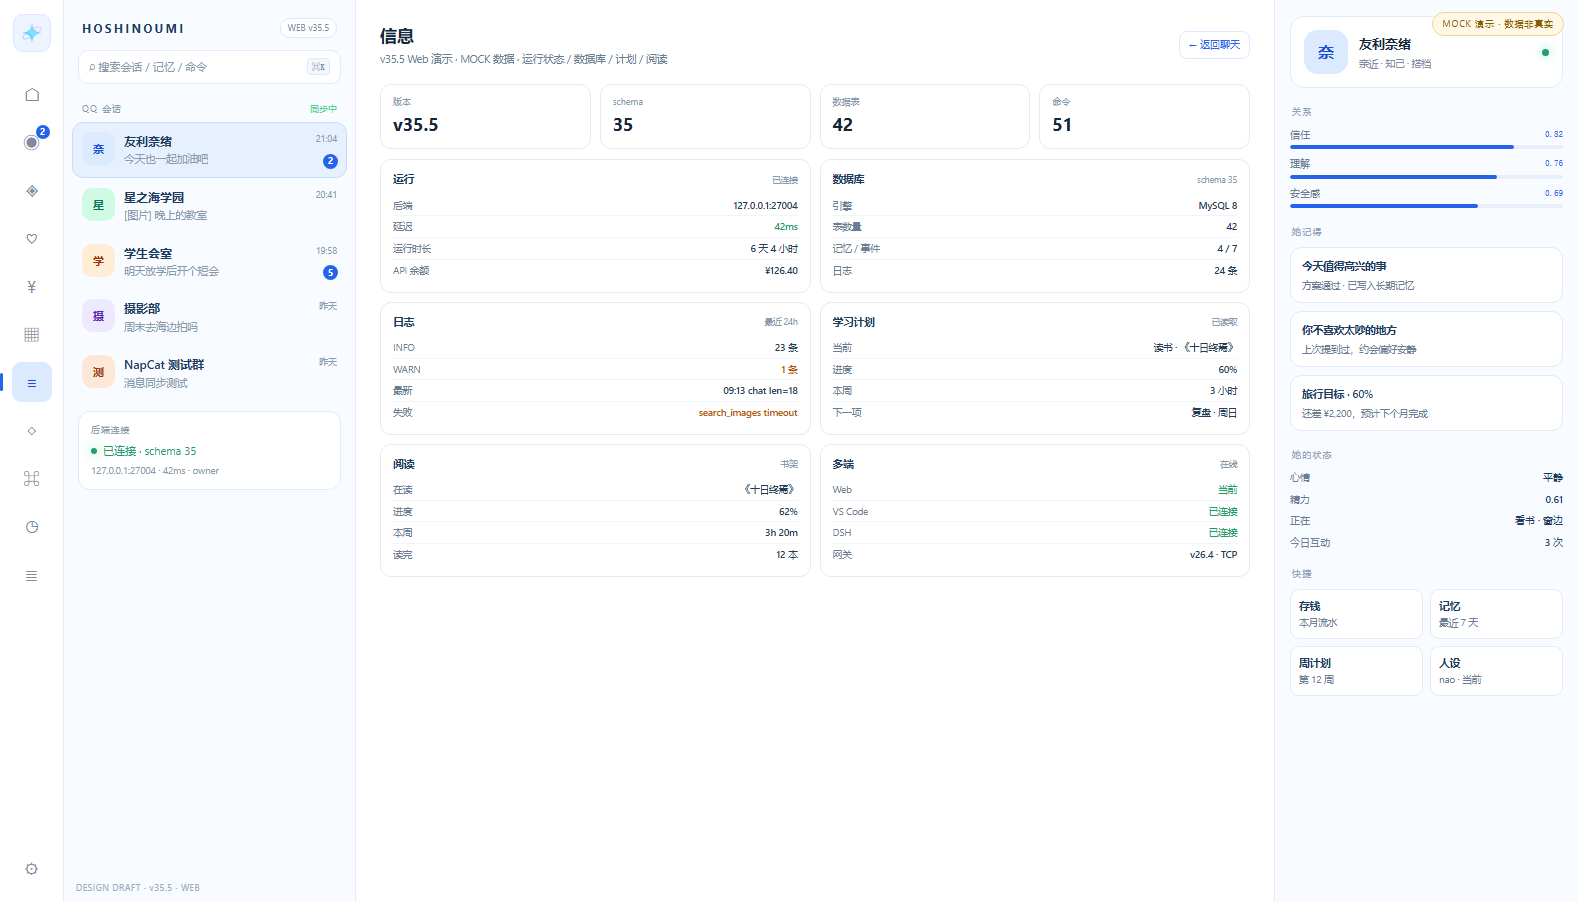 HOSHINOUMI
WEB v35.5
⌕ 搜索会话 / 记忆 / 命令
⌘K
QQ 会话
同步中
2
奈
友利奈绪
21:04
今天也一起加油吧
2
星
星之海学园
20:41
[图片] 晚上的教室
学
学生会室
19:58
明天放学后开个短会
5
摄
摄影部
昨天
周末去海边拍吗
测
NapCat 测试群
昨天
消息同步测试
后端连接
已连接 · schema 35
127.0.0.1:27004 · 42ms · owner
DESIGN DRAFT · v35.5 · WEB
信息
v35.5 Web 演示 · MOCK 数据 · 运行状态 / 数据库 / 计划 / 阅读
← 返回聊天
版本
v35.5
schema
35
数据表
42
命令
51
运行
已连接
后端
127.0.0.1:27004
延迟
42ms
运行时长
6 天 4 小时
API 余额
¥126.40
数据库
schema 35
引擎
MySQL 8
表数量
42
记忆 / 事件
4 / 7
日志
24 条
日志
最近 24h
INFO
23 条
WARN
1 条
最新
09:13 chat len=18
失败
search_images timeout
学习计划
已读取
当前
读书 · 《十日终焉》
进度
60%
本周
3 小时
下一项
复盘 · 周日
阅读
书架
在读
《十日终焉》
进度
62%
本周
3h 20m
读完
12 本
多端
在线
Web
当前
VS Code
已连接
DSH
已连接
网关
v26.4 · TCP
MOCK 演示 · 数据非真实
奈
友利奈绪
亲近 · 知己 · 搭档
关系
信任
0.82
理解
0.76
安全感
0.69
她记得
今天值得高兴的事
方案通过 · 已写入长期记忆
你不喜欢太吵的地方
上次提到过，约会偏好安静
旅行目标 · 60%
还差 ¥2,200，预计下个月完成
她的状态
心情
平静
精力
0.61
正在
看书 · 窗边
今日互动
3 次
快捷
存钱
本月流水
记忆
最近 7 天
周计划
第 12 周
人设
nao · 当前